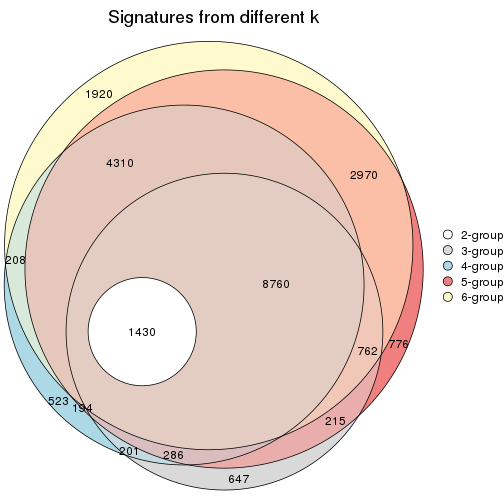 Signatures from different k
1920
4310
2970
208
8760
1430
762
776
523
194
215
201
286
647
2-group
3-group
4-group
5-group
6-group